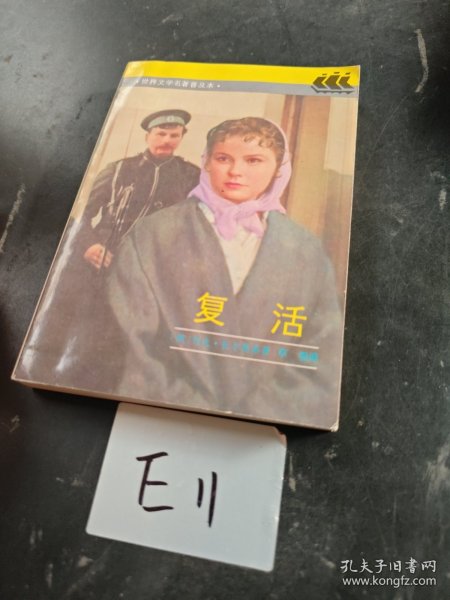 ·世界文学名著普及本·
复 活
E11
孔夫子旧书网
www.kongfz.com